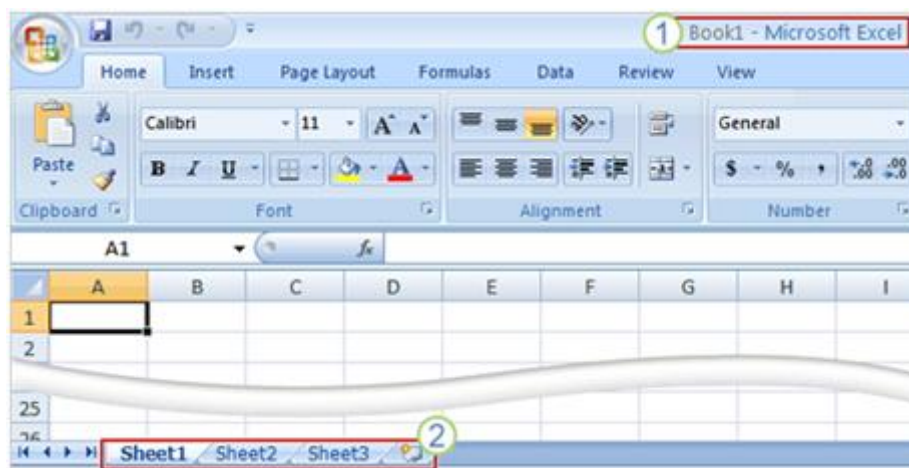 1 Book1 - Microsoft Excel
Home Insert Page Layout Formulas Data Review View
Calibri 11 A A General
Paste B I U A $ % ,
Clipboard Font Alignment Number
A1 fx
A B C D E F G H I
1
2
25
26
2
Sheet1 Sheet2 Sheet3